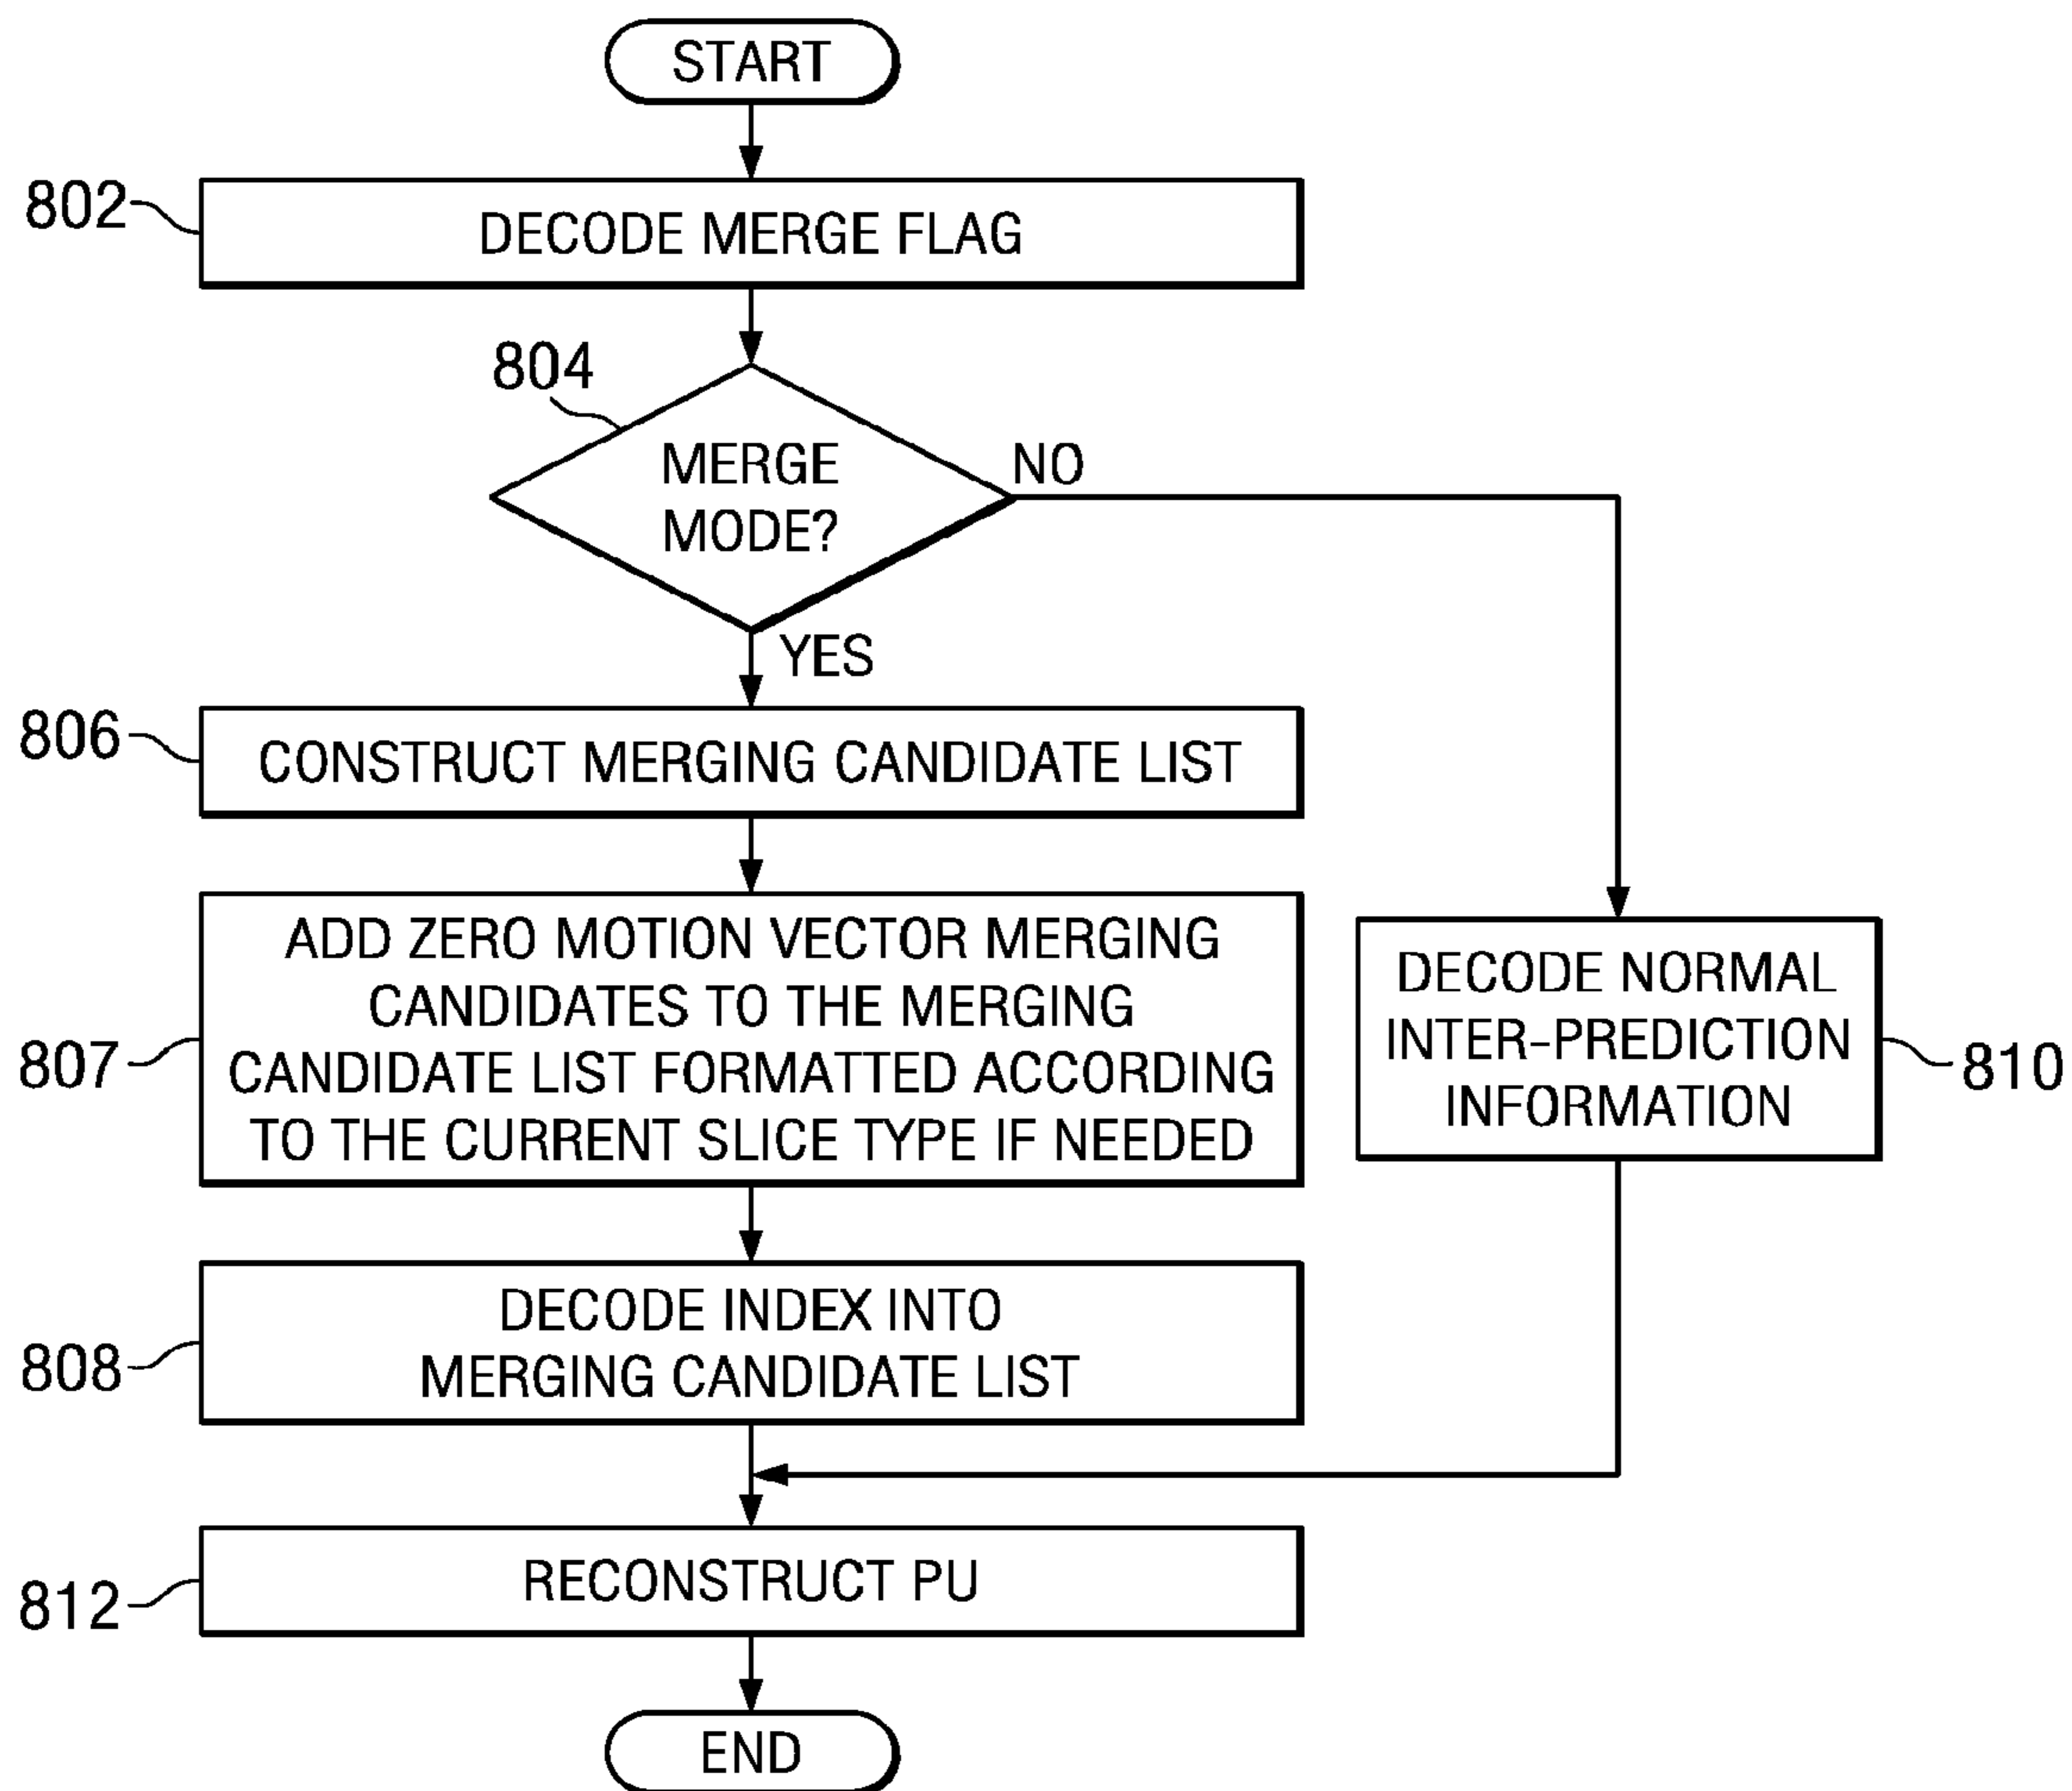 START
802
DECODE MERGE FLAG
804
MERGE
MODE?
NO
YES
806
CONSTRUCT MERGING CANDIDATE LIST
807
ADD ZERO MOTION VECTOR MERGING
CANDIDATES TO THE MERGING
CANDIDATE LIST FORMATTED ACCORDING
TO THE CURRENT SLICE TYPE IF NEEDED
DECODE NORMAL
INTER-PREDICTION
INFORMATION
810
808
DECODE INDEX INTO
MERGING CANDIDATE LIST
812
RECONSTRUCT PU
END